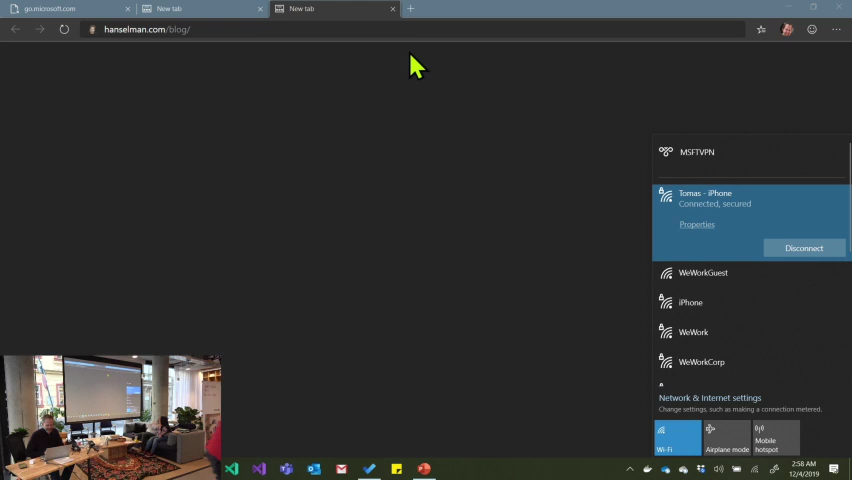 go.microsoft.com
New tab
New tab
hanselman.com/blog/
MSFTVPN
Tomas - iPhone
Connected, secured
Properties
Disconnect
WeWorkGuest
iPhone
WeWork
WeWorkCorp
Network & Internet settings
Change settings, such as making a connection metered.
Wi-Fi
Airplane mode
Mobile
hotspot
2:58 AM
12/4/2019